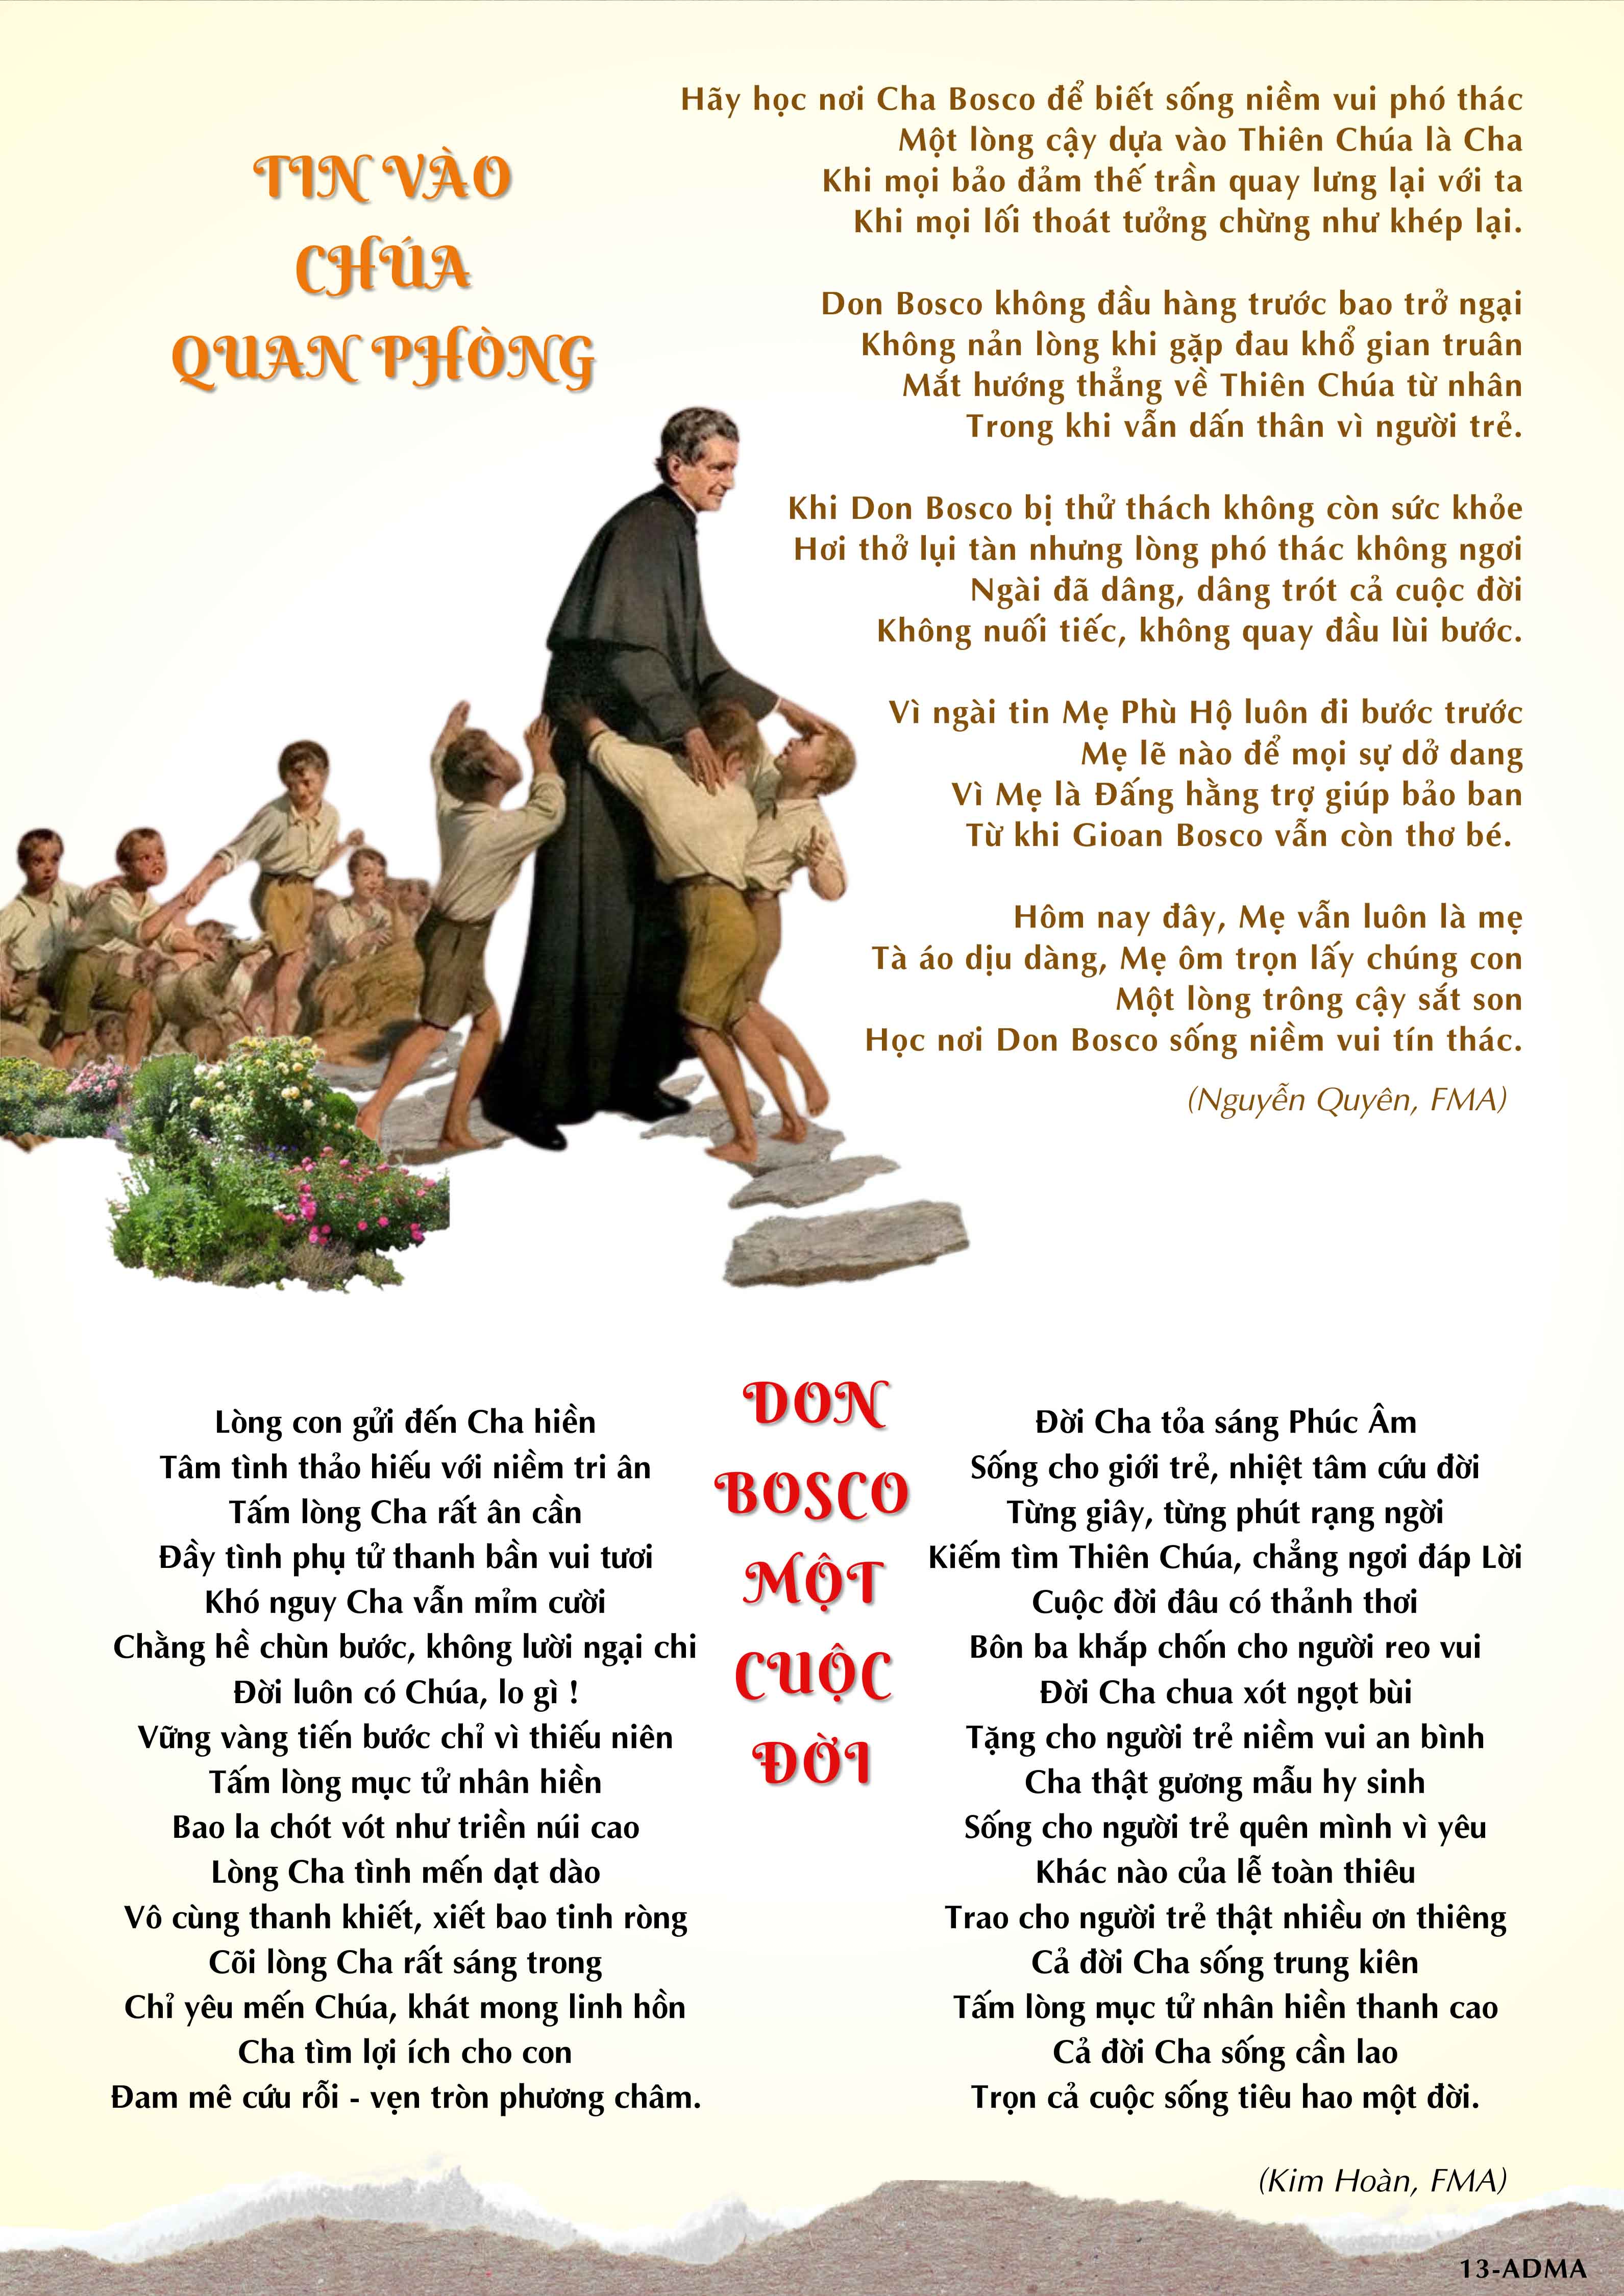 TIN VÀO
CHÚA
QUAN PHÒNG
Hãy học nơi Cha Bosco để biết sống niềm vui phó thác
Một lòng cậy dựa vào Thiên Chúa là Cha
Khi mọi bảo đảm thế trần quay lưng lại với ta
Khi mọi lối thoát tưởng chừng như khép lại.
Don Bosco không đầu hàng trước bao trở ngại
Không nản lòng khi gặp đau khổ gian truân
Mắt hướng thẳng về Thiên Chúa từ nhân
Trong khi vẫn dấn thân vì người trẻ.
Khi Don Bosco bị thử thách không còn sức khỏe
Hơi thở lụi tàn nhưng lòng phó thác không ngơi
Ngài đã dâng, dâng trót cả cuộc đời
Không nuối tiếc, không quay đầu lùi bước.
Vì ngài tin Mẹ Phù Hộ luôn đi bước trước
Mẹ lẽ nào để mọi sự dở dang
Vì Mẹ là Đấng hằng trợ giúp bảo ban
Từ khi Gioan Bosco vẫn còn thơ bé.
Hôm nay đây, Mẹ vẫn luôn là mẹ
Tà áo dịu dàng, Mẹ ôm trọn lấy chúng con
Một lòng trông cậy sắt son
Học nơi Don Bosco sống niềm vui tín thác.
(Nguyễn Quyên, FMA)
DON
BOSCO
MỘT
CUỘC
ĐỜI
Lòng con gửi đến Cha hiền
Tâm tình thảo hiếu với niềm tri ân
Tấm lòng Cha rất ân cần
Đầy tình phụ tử thanh bần vui tươi
Khó nguy Cha vẫn mỉm cười
Chằng hề chùn bước, không lười ngại chi
Đời luôn có Chúa, lo gì !
Vững vàng tiến bước chỉ vì thiếu niên
Tấm lòng mục tử nhân hiền
Bao la chót vót như triền núi cao
Lòng Cha tình mến dạt dào
Vô cùng thanh khiết, xiết bao tinh ròng
Cõi lòng Cha rất sáng trong
Chỉ yêu mến Chúa, khát mong linh hồn
Cha tìm lợi ích cho con
Đam mê cứu rỗi - vẹn tròn phương châm.
Đời Cha tỏa sáng Phúc Âm
Sống cho giới trẻ, nhiệt tâm cứu đời
Từng giây, từng phút rạng ngời
Kiếm tìm Thiên Chúa, chẳng ngơi đáp Lời
Cuộc đời đâu có thảnh thơi
Bôn ba khắp chốn cho người reo vui
Đời Cha chua xót ngọt bùi
Tặng cho người trẻ niềm vui an bình
Cha thật gương mẫu hy sinh
Sống cho người trẻ quên mình vì yêu
Khác nào của lễ toàn thiêu
Trao cho người trẻ thật nhiều ơn thiêng
Cả đời Cha sống trung kiên
Tấm lòng mục tử nhân hiền thanh cao
Cả đời Cha sống cần lao
Trọn cả cuộc sống tiêu hao một đời.
(Kim Hoàn, FMA)
13-ADMA